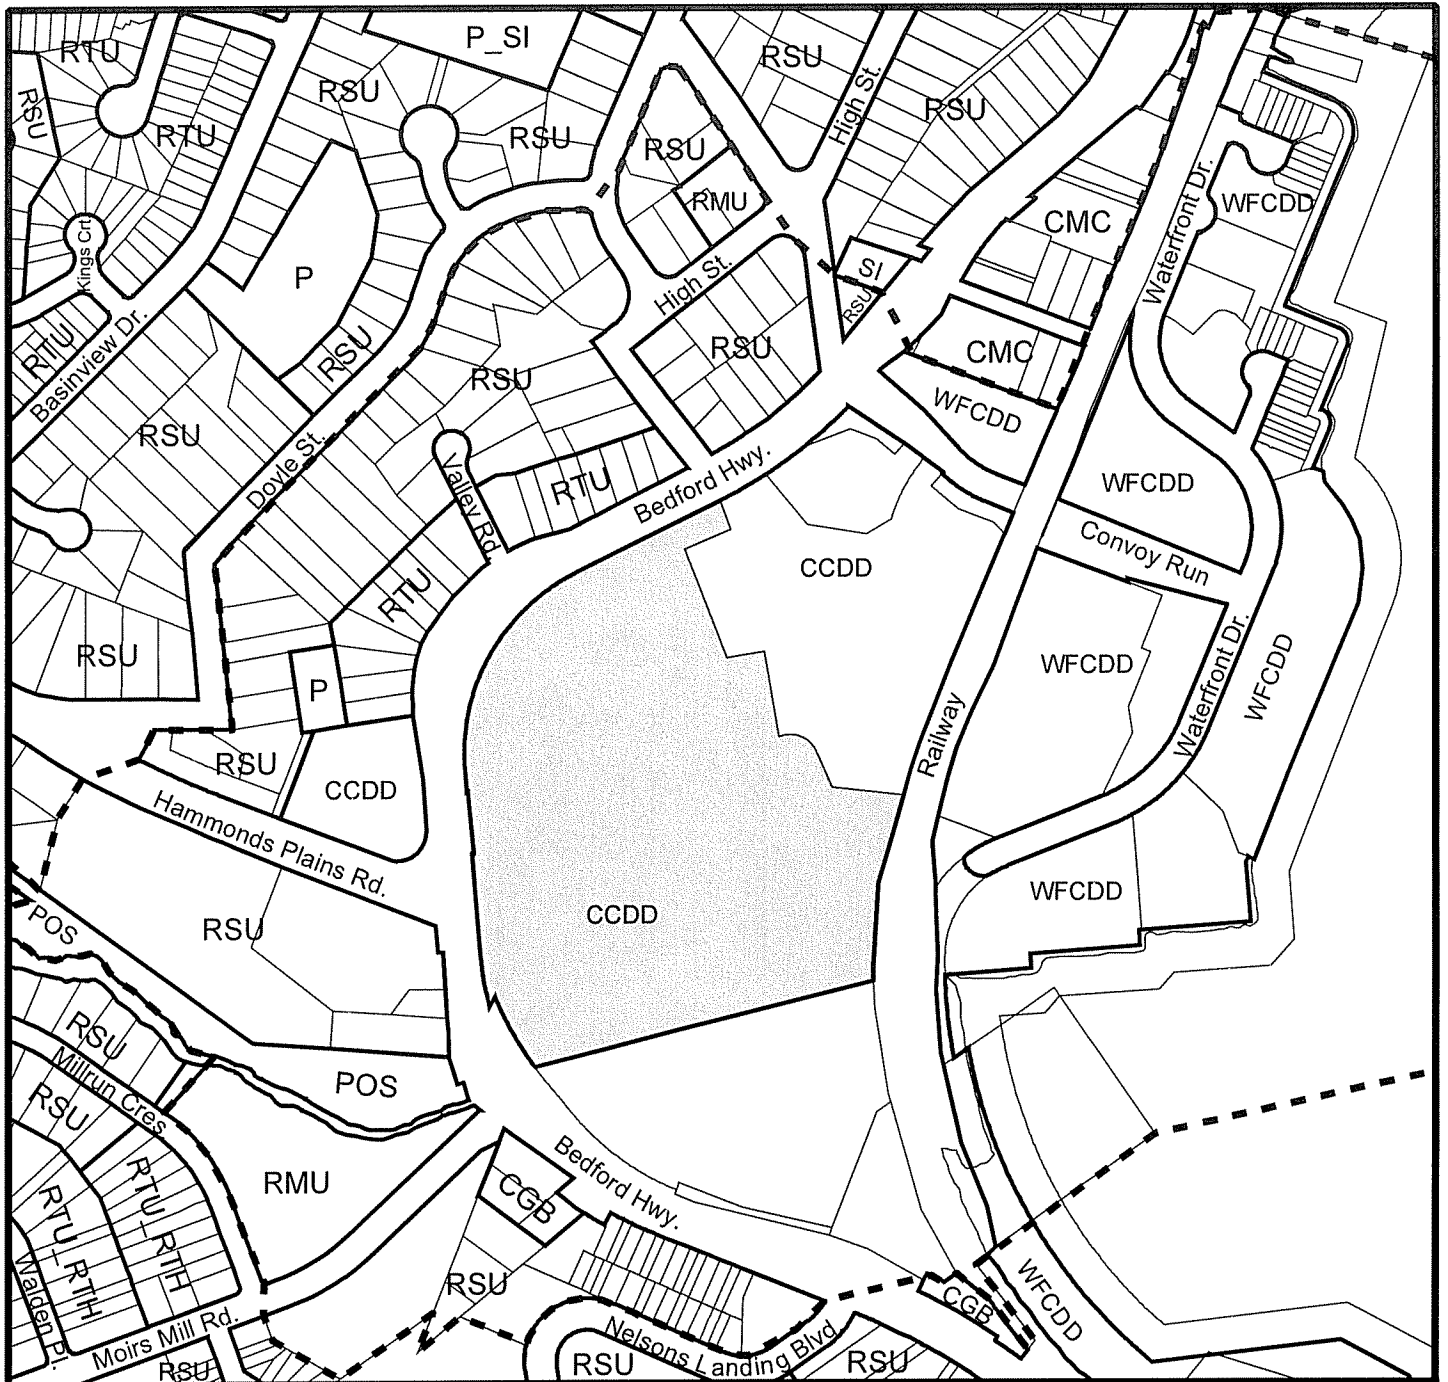 P_SI
RTU
RSU
RSU
RSU
High St.
RSU
RTU
RSU
RSU
RMU
WFCDD
Waterfront Dr.
CMC
Kings Crt
P
SI
High St.
RSU
Basinview Dr.
RTU
RSU
RSU
CMC
RSU
WFCDD
RSU
Doyle St.
Valley Rd.
RTU
Bedford Hwy.
WFCDD
CCDD
Convoy Run
RTU
RSU
P
WFCDD
Waterfront Dr.
WFCDD
Railway
RSU
CCDD
Hammonds Plains Rd.
WFCDD
CCDD
POS
RSU
RSU
Millrun Cres.
RSU
POS
RMU
RTU_RTH
RTU_RTH
Walden Pl.
Bedford Hwy.
CGB
RSU
WFCDD
CGB
Moirs Mill Rd.
RSU
Nelsons Landing Blvd
RSU
RSU